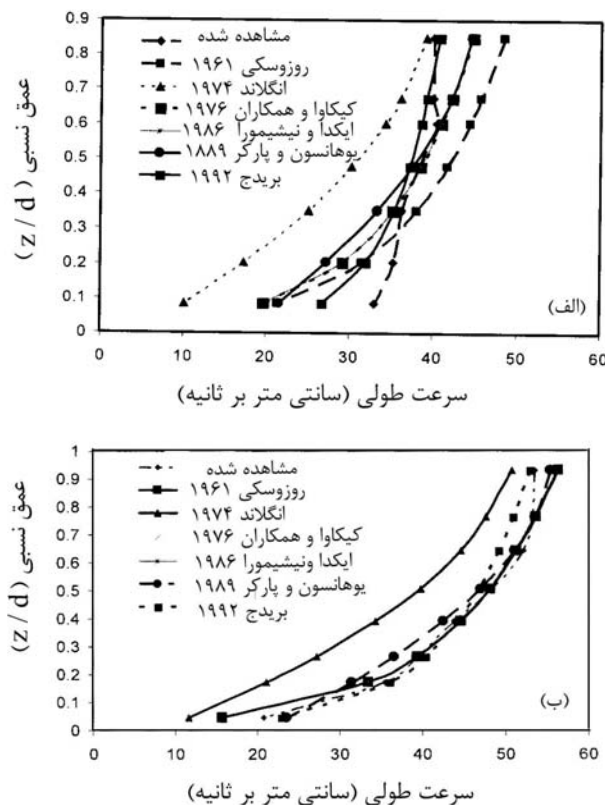 0.9
0.8
0.7
0.6
0.5
0.4
0.3
0.2
0.1
0
عمق نسبی (z / d)
مشاهده شده
روزوسکی ۱۹۶۱
انگلاند ۱۹۷۴
کیکاوا و همکاران ۱۹۷۶
ایکدا و نیشیمورا ۱۹۸۶
یوهانسون و پارکر ۱۸۸۹
بریدج ۱۹۹۲
(الف)
0 10 20 30 40 50 60
سرعت طولی (سانتی متر بر ثانیه)
1
0.9
0.8
0.7
0.6
0.5
0.4
0.3
0.2
0.1
0
عمق نسبی (z / d)
مشاهده شده
روزوسکی ۱۹۶۱
انگلاند ۱۹۷۴
کیکاوا و همکاران ۱۹۷۶
ایکدا ونیشیمورا ۱۹۸۶
یوهانسون و پارکر ۱۹۸۹
بریدج ۱۹۹۲
(ب)
0 10 20 30 40 50 60
سرعت طولی (سانتی متر بر ثانیه)